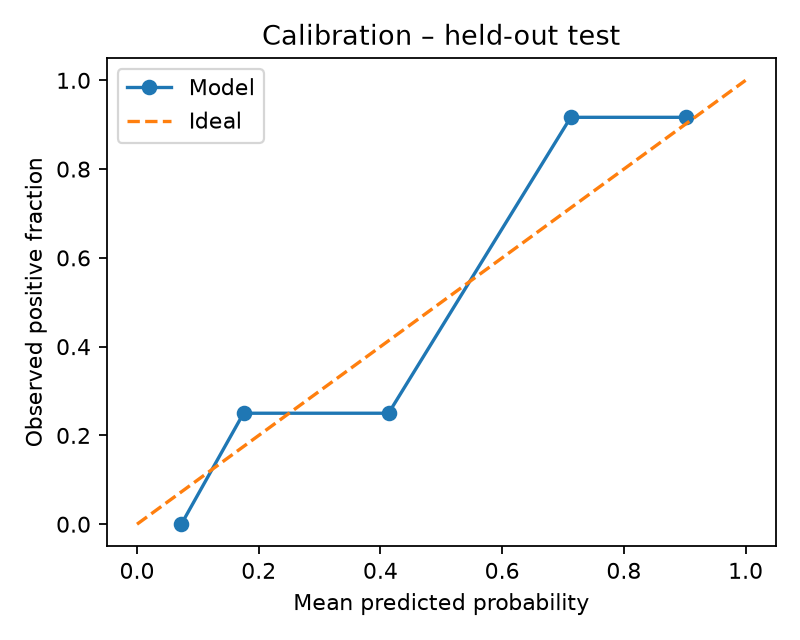 Calibration – held-out test
Model
Ideal
1.0
0.8
0.6
0.4
0.2
0.0
Observed positive fraction
0.0 0.2 0.4 0.6 0.8 1.0
Mean predicted probability